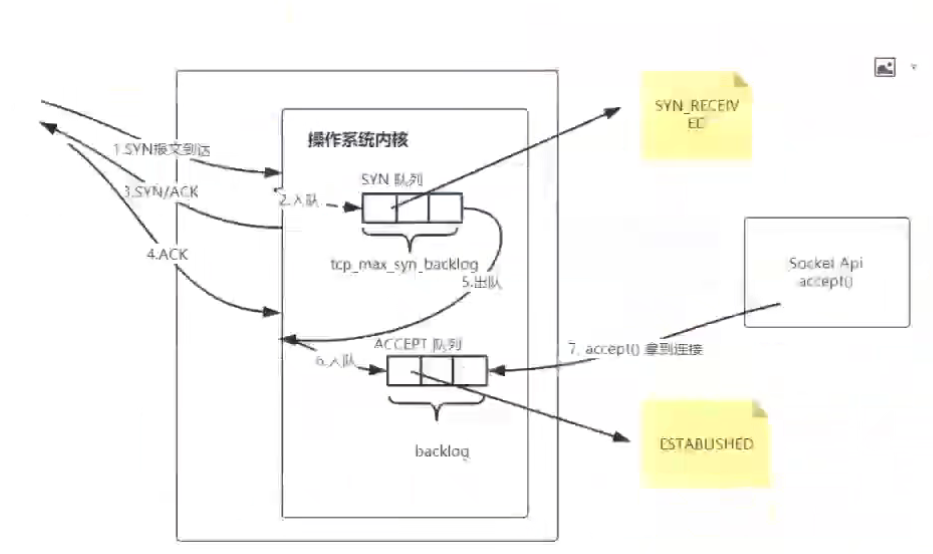 操作系统内核
SYN_RECEIV
ED
1.SYN报文到达
SYN 队列
3.SYN/ACK
2.入队
4.ACK
tcp_max_syn_backlog
5.出队
Socket Api
accept()
ACCEPT 队列
6.入队
7. accept() 拿到连接
backlog
ESTABLISHED